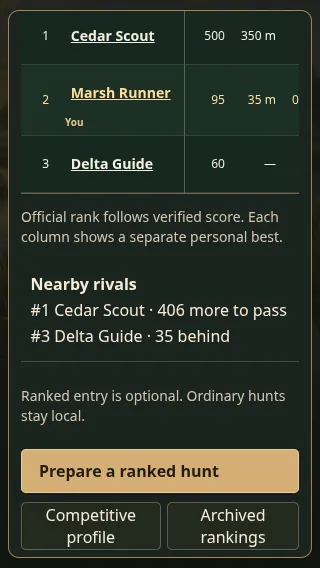 1 Cedar Scout 500 350 m
2 Marsh Runner 95 35 m 0
You
3 Delta Guide 60 —
Official rank follows verified score. Each
column shows a separate personal best.
Nearby rivals
#1 Cedar Scout · 406 more to pass
#3 Delta Guide · 35 behind
Ranked entry is optional. Ordinary hunts
stay local.
Prepare a ranked hunt
Competitive
profile
Archived
rankings